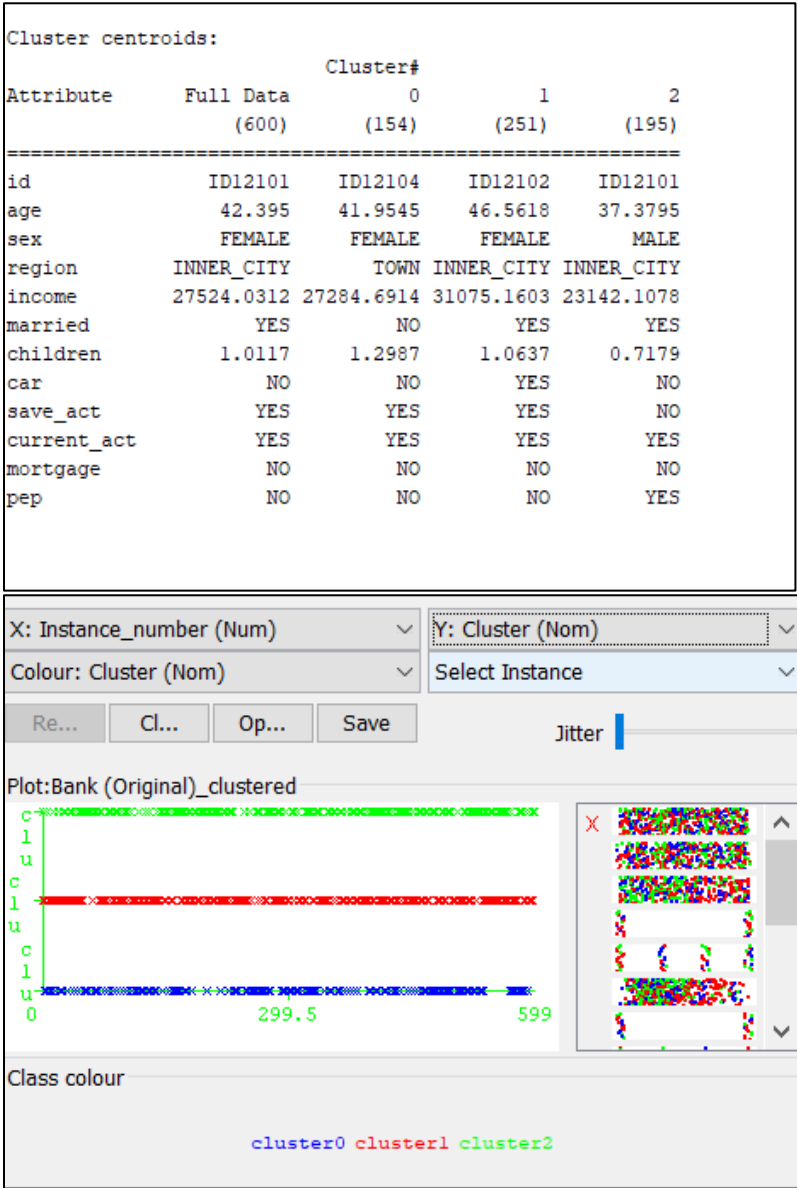 Cluster centroids:
Cluster#
Attribute Full Data 0 1 2
(600) (154) (251) (195)
==========================================================
id ID12101 ID12104 ID12102 ID12101
age 42.395 41.9545 46.5618 37.3795
sex FEMALE FEMALE FEMALE MALE
region INNER_CITY TOWN INNER_CITY INNER_CITY
income 27524.0312 27284.6914 31075.1603 23142.1078
married YES NO YES YES
children 1.0117 1.2987 1.0637 0.7179
car NO NO YES NO
save_act YES YES YES NO
current_act YES YES YES YES
mortgage NO NO NO NO
pep NO NO NO YES
X: Instance_number (Num) Y: Cluster (Nom)
Colour: Cluster (Nom) Select Instance
Re... Cl... Op... Save Jitter
Plot:Bank (Original)_clustered
c
l
u
c
l
u
c
l
u
0 299.5 599
X
Class colour
cluster0 cluster1 cluster2